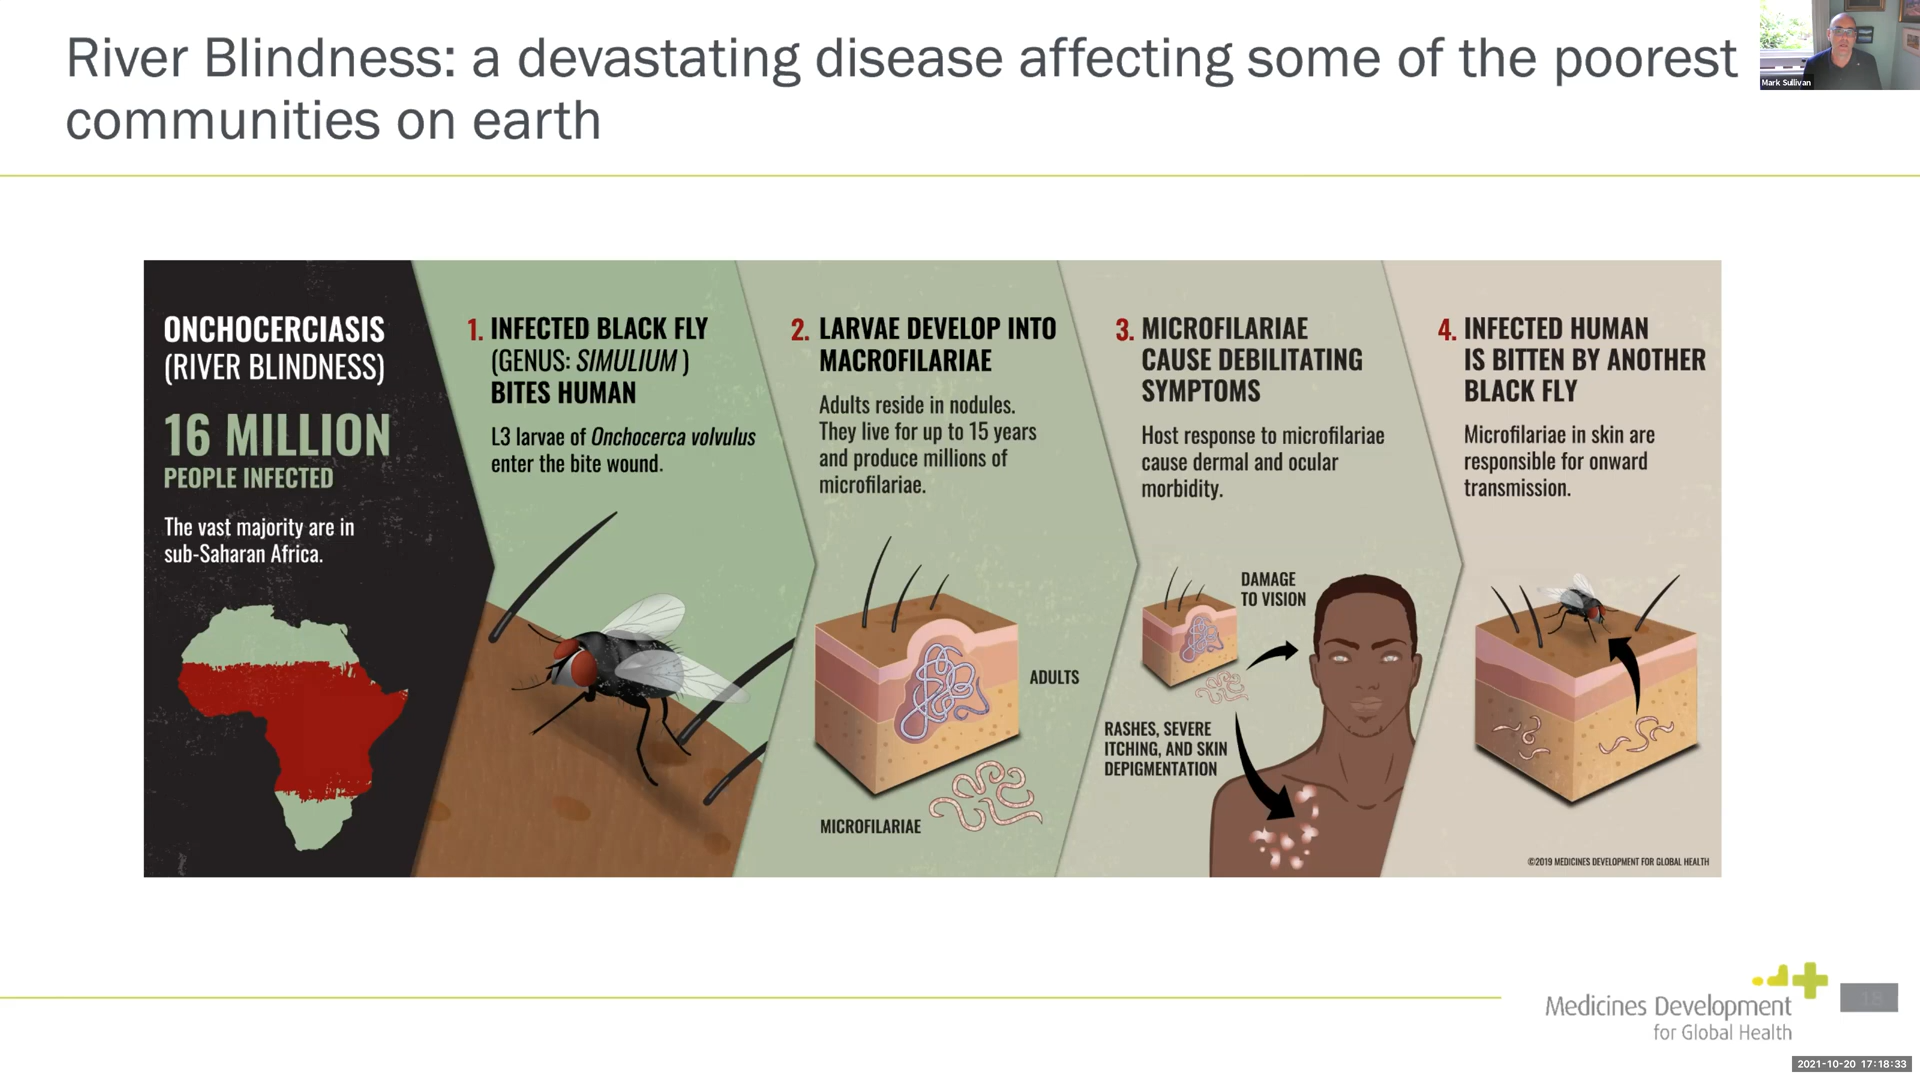 River Blindness: a devastating disease affecting some of the poorest
communities on earth
Mark Sullivan
ONCHOCERCIASIS
(RIVER BLINDNESS)
16 MILLION
PEOPLE INFECTED
The vast majority are in
sub-Saharan Africa.
1. INFECTED BLACK FLY
(GENUS: SIMULIUM )
BITES HUMAN
L3 larvae of Onchocerca volvulus
enter the bite wound.
2. LARVAE DEVELOP INTO
MACROFILARIAE
Adults reside in nodules.
They live for up to 15 years
and produce millions of
microfilariae.
ADULTS
MICROFILARIAE
3. MICROFILARIAE
CAUSE DEBILITATING
SYMPTOMS
Host response to microfilariae
cause dermal and ocular
morbidity.
DAMAGE
TO VISION
RASHES, SEVERE
ITCHING, AND SKIN
DEPIGMENTATION
4. INFECTED HUMAN
IS BITTEN BY ANOTHER
BLACK FLY
Microfilariae in skin are
responsible for onward
transmission.
©2019 MEDICINES DEVELOPMENT FOR GLOBAL HEALTH
Medicines Development
for Global Health
18
2021-10-20 17:18:33